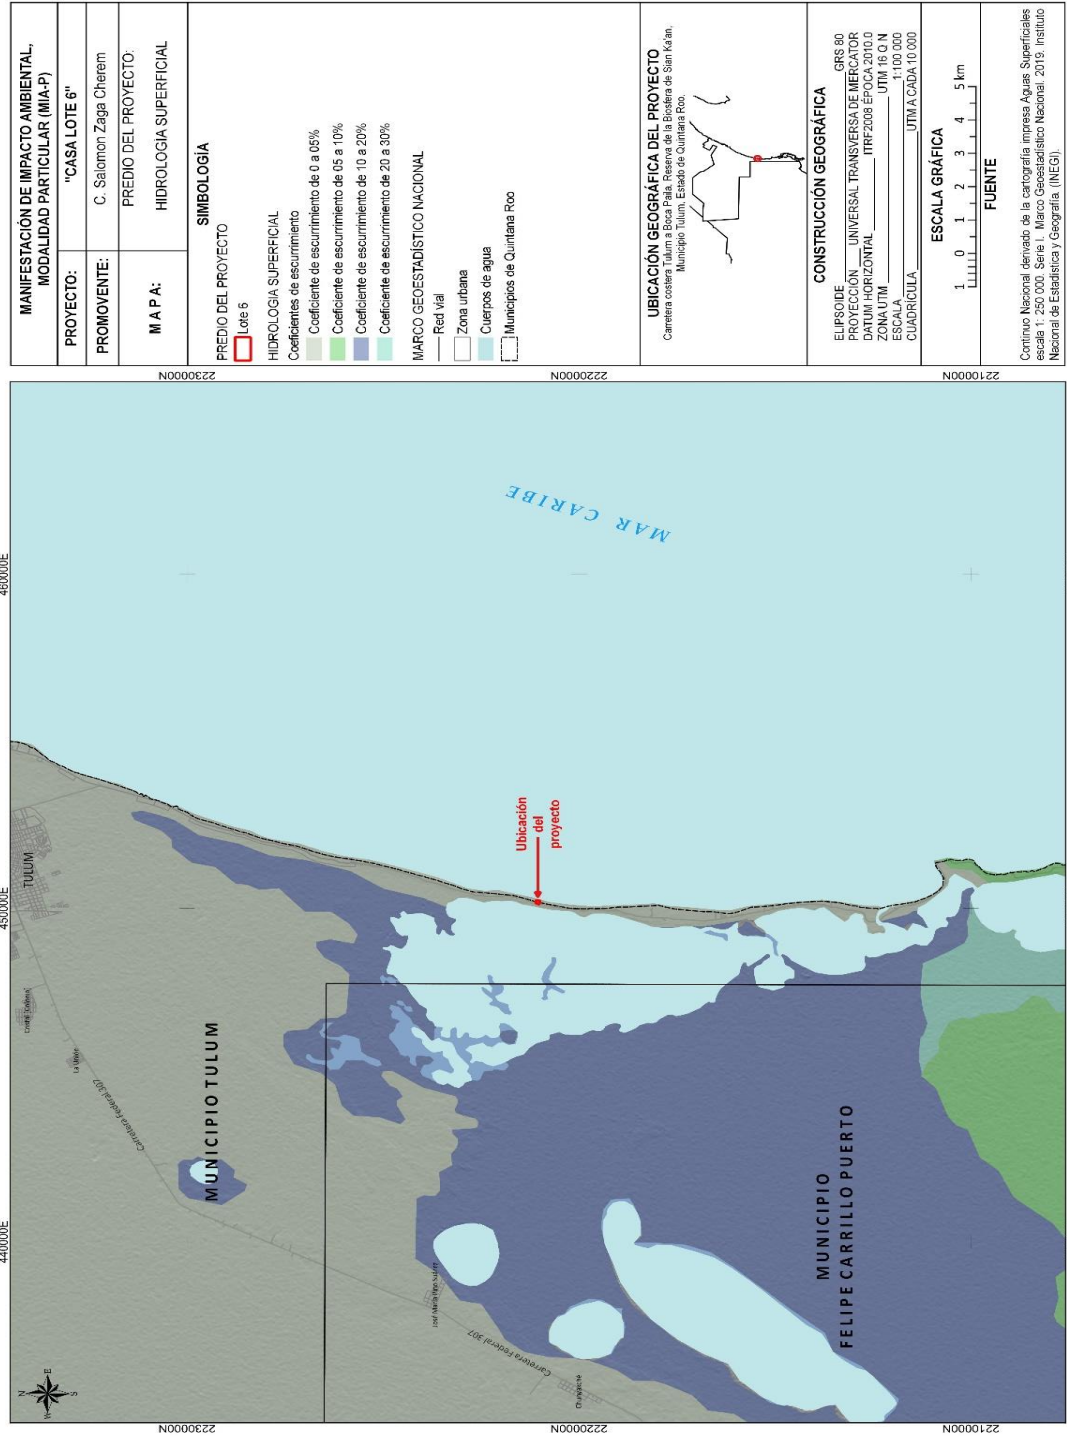 MANIFESTACIÓN DE IMPACTO AMBIENTAL,
MODALIDAD PARTICULAR (MIA-P)
PROYECTO:
"CASA LOTE 6"
PROMOVENTE:
C. Salomon Zaga Cherem
M A P A:
PREDIO DEL PROYECTO:
HIDROLOGÍA SUPERFICIAL
SIMBOLOGÍA
PREDIO DEL PROYECTO
Lote 6
HIDROLOGIA SUPERFICIAL
Coeficientes de escurrimiento
Coeficiente de escurrimiento de 0 a 05%
Coeficiente de escurrimiento de 05 a 10%
Coeficiente de escurrimiento de 10 a 20%
Coeficiente de escurrimiento de 20 a 30%
MARCO GEOESTADÍSTICO NACIONAL
Red vial
Zona urbana
Cuerpos de agua
Municipios de Quintana Roo
UBICACIÓN GEOGRÁFICA DEL PROYECTO
Carretera costera Tulum a Boca Paila, Reserva de la Biosfera de Sian Ka'an,
Municipio Tulum, Estado de Quintana Roo.
CONSTRUCCIÓN GEOGRÁFICA
ELIPSOIDE GRS 80
PROYECCIÓN UNIVERSAL TRANSVERSA DE MERCATOR
DATUM HORIZONTAL ITRF2008 ÉPOCA 2010.0
ZONA UTM UTM 16 Q N
ESCALA 1:100 000
CUADRÍCULA UTM A CADA 10 000
ESCALA GRÁFICA
1 0 1 2 3 4 5 km
FUENTE
Continuo Nacional derivado de la cartografía impresa Aguas Superficiales
escala 1: 250 000. Serie I. Marco Geoestadístico Nacional. 2019. Instituto
Nacional de Estadística y Geografía. (INEGI).
440000E
450000E
460000E
2230000N
2220000N
2210000N
2230000N
2220000N
2210000N
N
E
S
W
TULUM
La Unión
Carretera Federal 307
MUNICIPIO TULUM
Carretera Federal 307
Chunyaxché
MUNICIPIO
FELIPE CARRILLO PUERTO
Ubicación
del
proyecto
MAR CARIBE